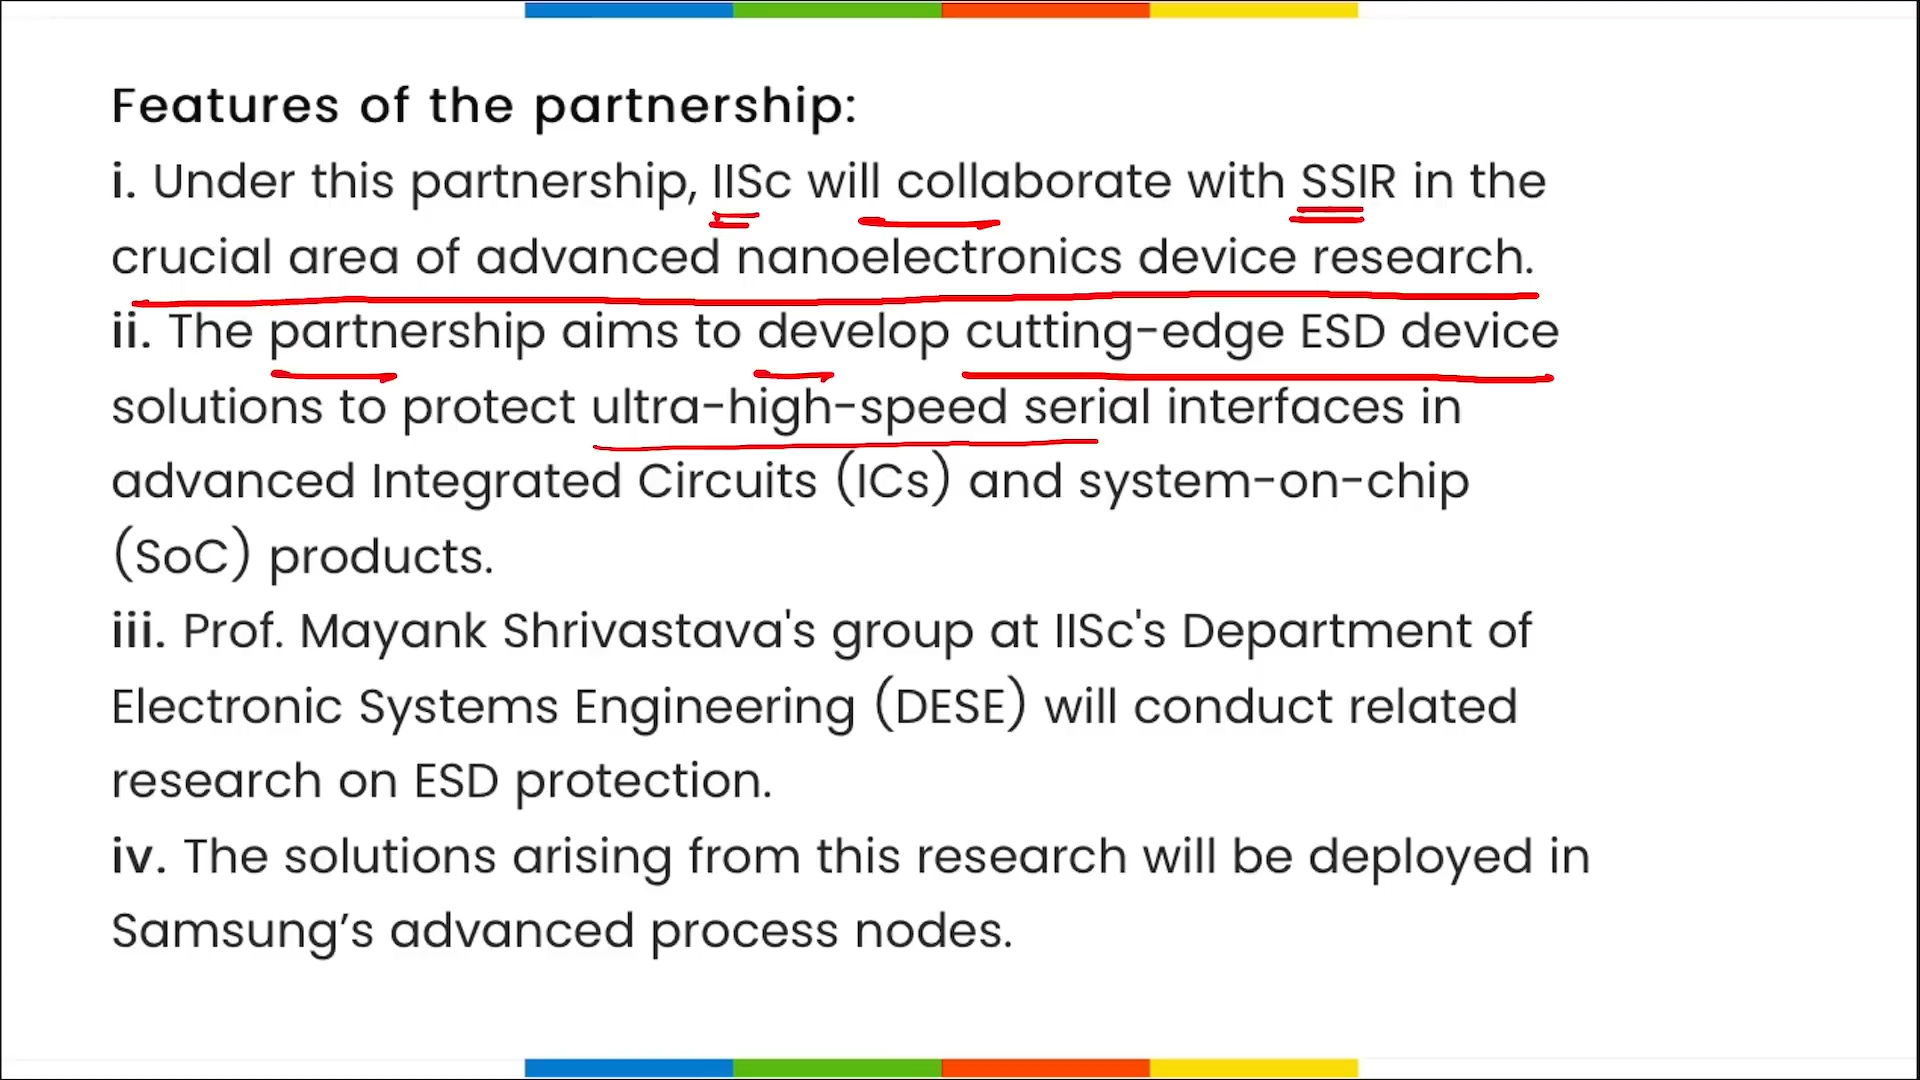 Features of the partnership:
i. Under this partnership, IISc will collaborate with SSIR in the
crucial area of advanced nanoelectronics device research.
ii. The partnership aims to develop cutting-edge ESD device
solutions to protect ultra-high-speed serial interfaces in
advanced Integrated Circuits (ICs) and system-on-chip
(SoC) products.
iii. Prof. Mayank Shrivastava's group at IISc's Department of
Electronic Systems Engineering (DESE) will conduct related
research on ESD protection.
iv. The solutions arising from this research will be deployed in
Samsung’s advanced process nodes.